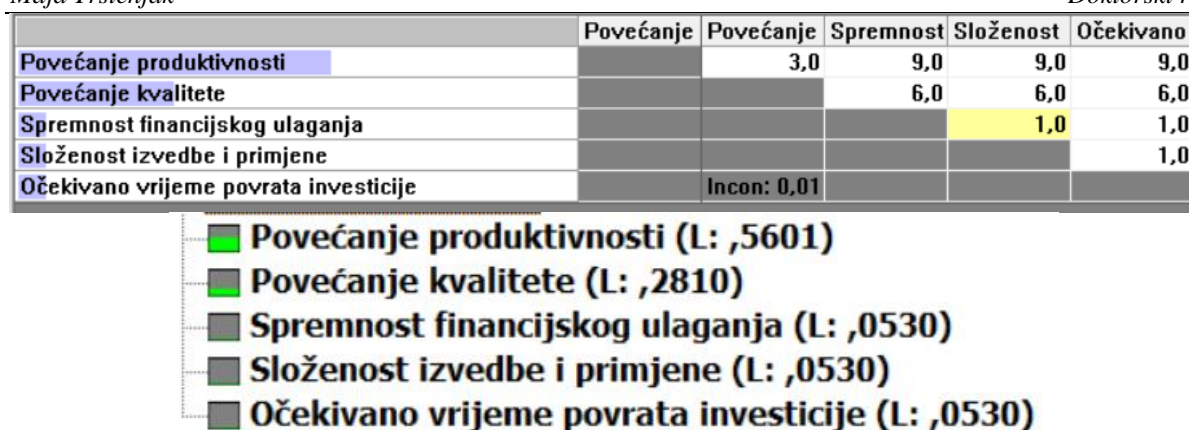 Povećanje Povećanje Spremnost Složenost Očekivano
Povećanje produktivnosti 3,0 9,0 9,0 9,0
Povećanje kvalitete 6,0 6,0 6,0
Spremnost financijskog ulaganja 1,0 1,0
Složenost izvedbe i primjene 1,0
Očekivano vrijeme povrata investicije Incon: 0,01
Povećanje produktivnosti (L: ,5601)
Povećanje kvalitete (L: ,2810)
Spremnost financijskog ulaganja (L: ,0530)
Složenost izvedbe i primjene (L: ,0530)
Očekivano vrijeme povrata investicije (L: ,0530)